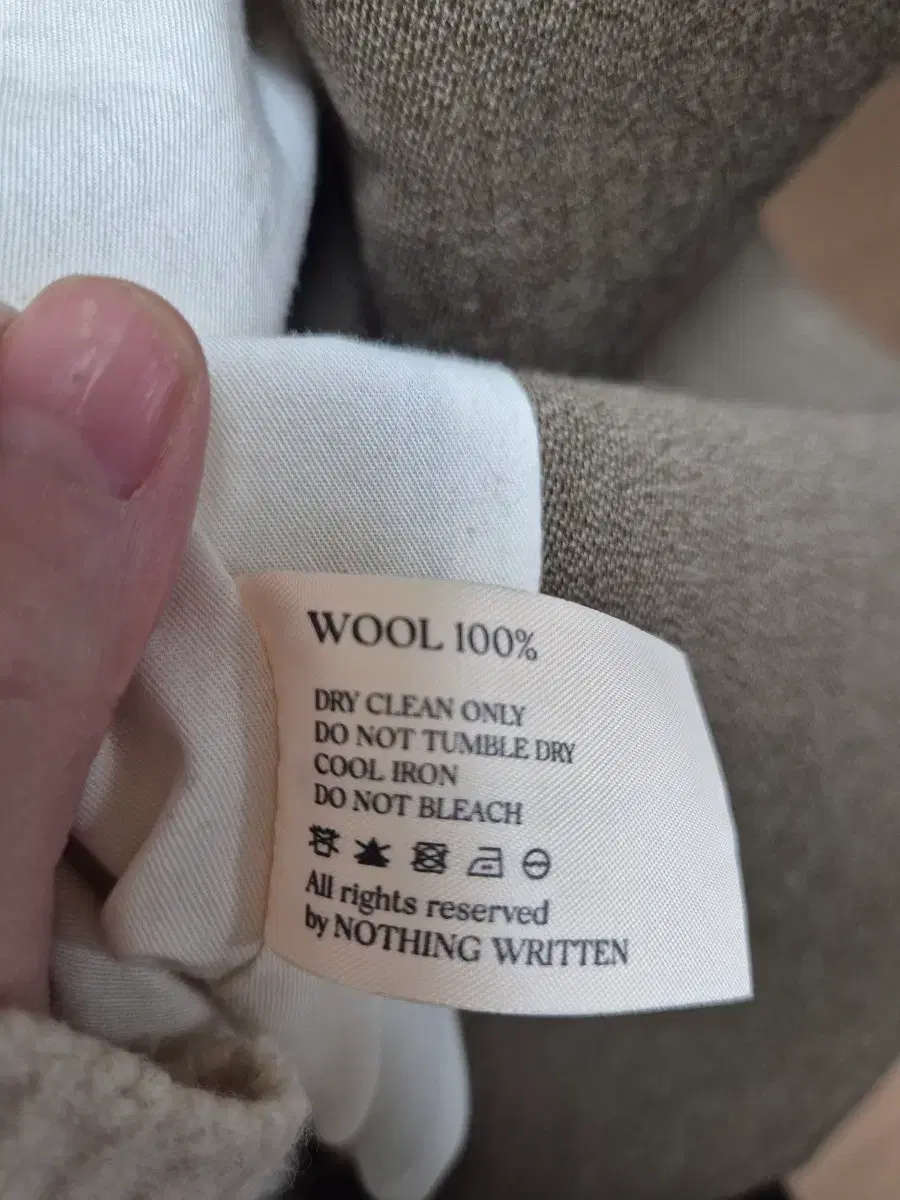 WOOL 100%
DRY CLEAN ONLY
DO NOT TUMBLE DRY
COOL IRON
DO NOT BLEACH
All rights reserved
by NOTHING WRITTEN